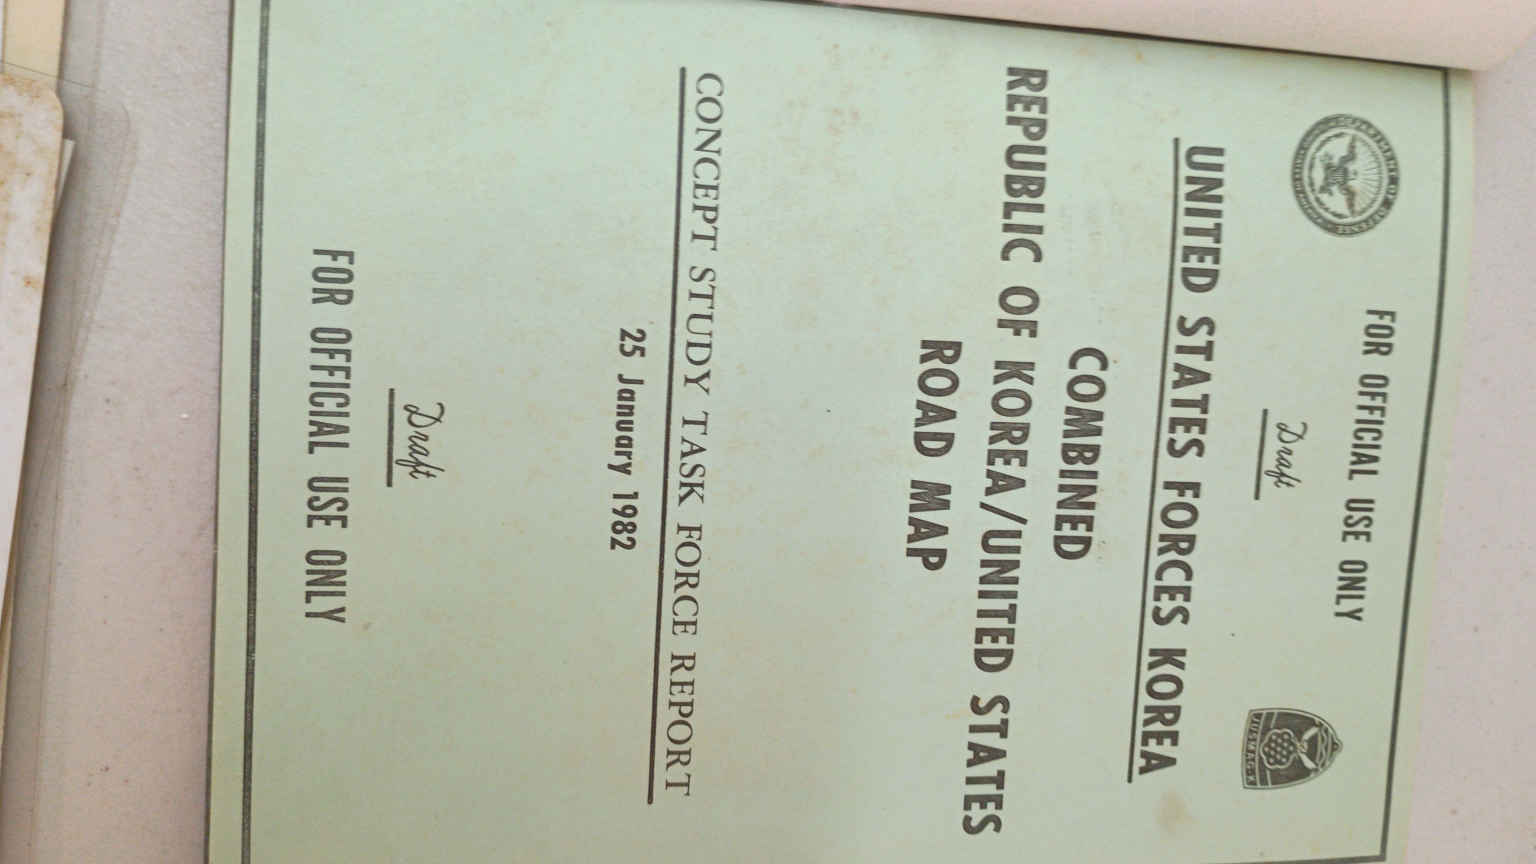 FOR OFFICIAL USE ONLY
Draft
JUSMAG-K
UNITED STATES FORCES KOREA
COMBINED
REPUBLIC OF KOREA/UNITED STATES
ROAD MAP
CONCEPT STUDY TASK FORCE REPORT
25 January 1982
Draft
FOR OFFICIAL USE ONLY